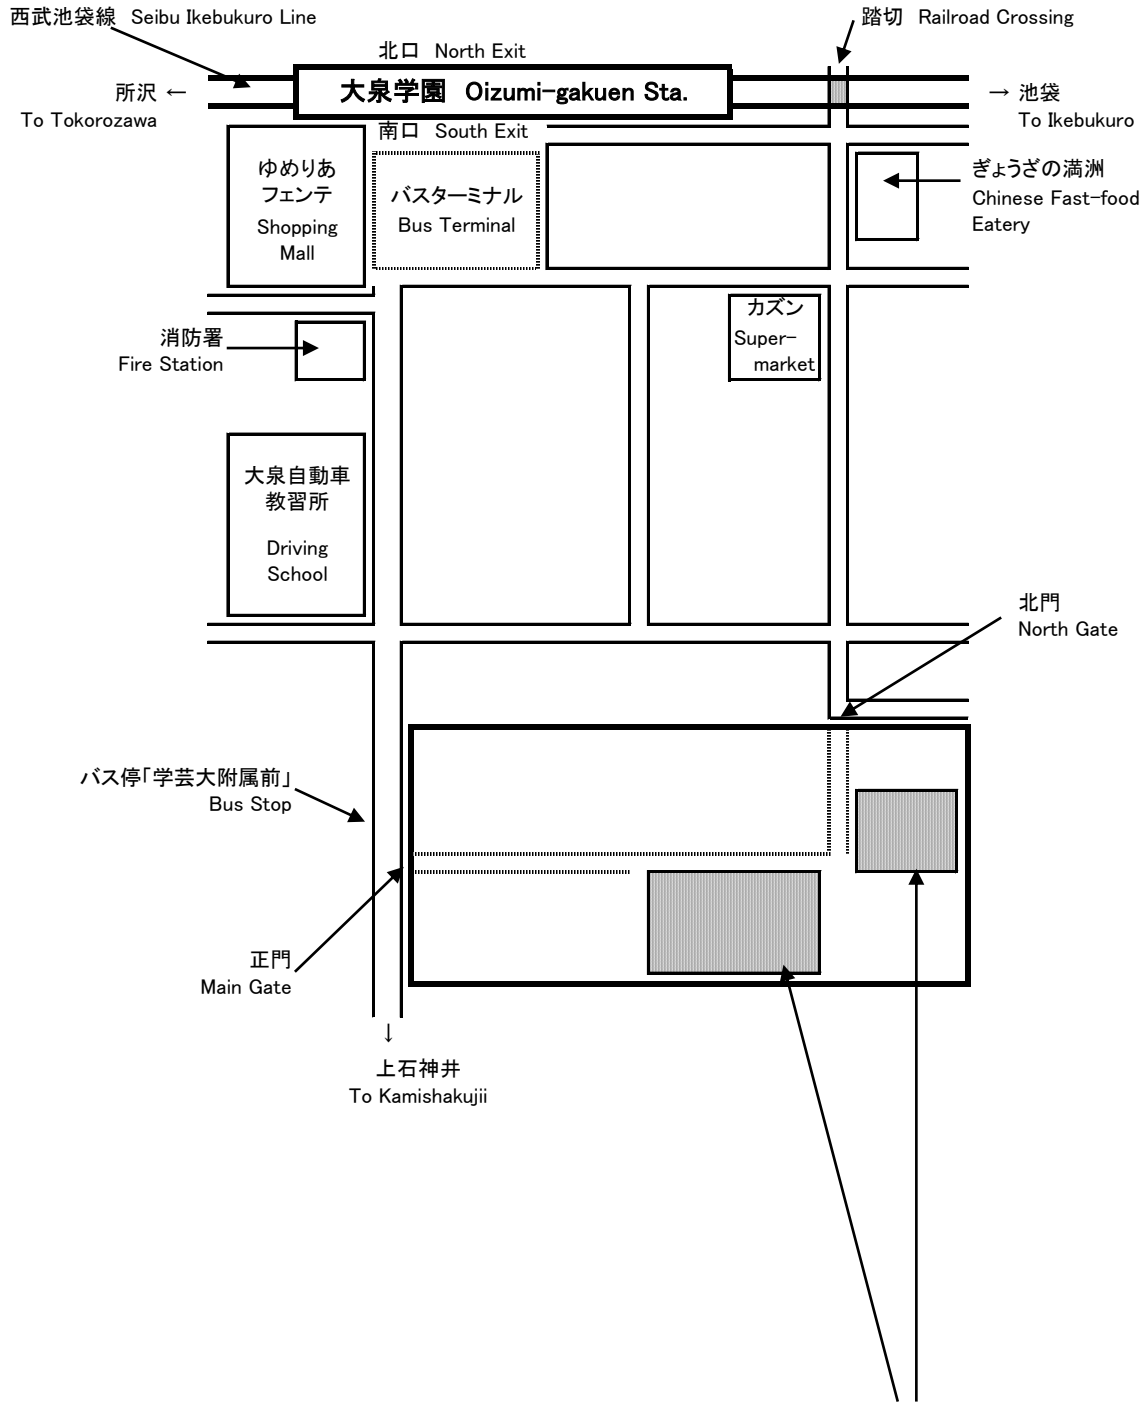 西武池袋線 Seibu Ikebukuro Line
踏切 Railroad Crossing
北口 North Exit
大泉学園 Oizumi-gakuen Sta.
所沢 ←
To Tokorozawa
→ 池袋
To Ikebukuro
南口 South Exit
ゆめりあ
フェンテ
Shopping
Mall
バスターミナル
Bus Terminal
ぎょうざの満洲
Chinese Fast-food
Eatery
消防署
Fire Station
カズン
Super-
market
大泉自動車
教習所
Driving
School
北門
North Gate
バス停「学芸大附属前」
Bus Stop
正門
Main Gate
↓
上石神井
To Kamishakujii